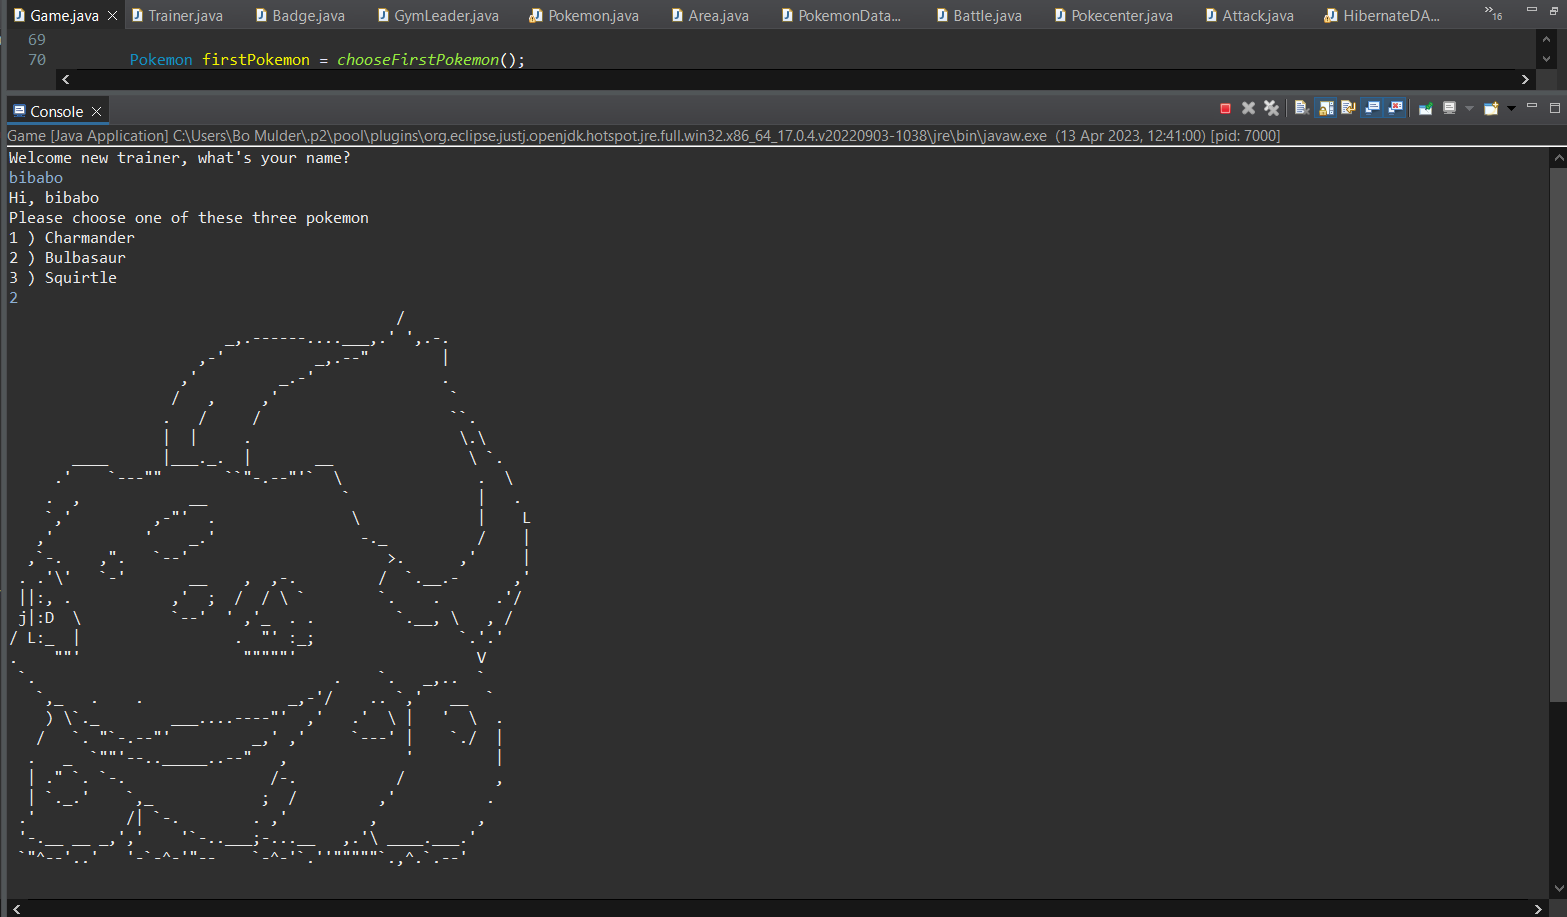 Game.java Trainer.java Badge.java GymLeader.java Pokemon.java Area.java PokemonData... Battle.java Pokecenter.java Attack.java HibernateDA... »16
69
70 Pokemon firstPokemon = chooseFirstPokemon();
Console
Game [Java Application] C:\Users\Bo Mulder\.p2\pool\plugins\org.eclipse.justj.openjdk.hotspot.jre.full.win32.x86_64_17.0.4.v20220903-1038\jre\bin\javaw.exe (13 Apr 2023, 12:41:00) [pid: 7000]
Welcome new trainer, what's your name?
bibabo
Hi, bibabo
Please choose one of these three pokemon
1 ) Charmander
2 ) Bulbasaur
3 ) Squirtle
2